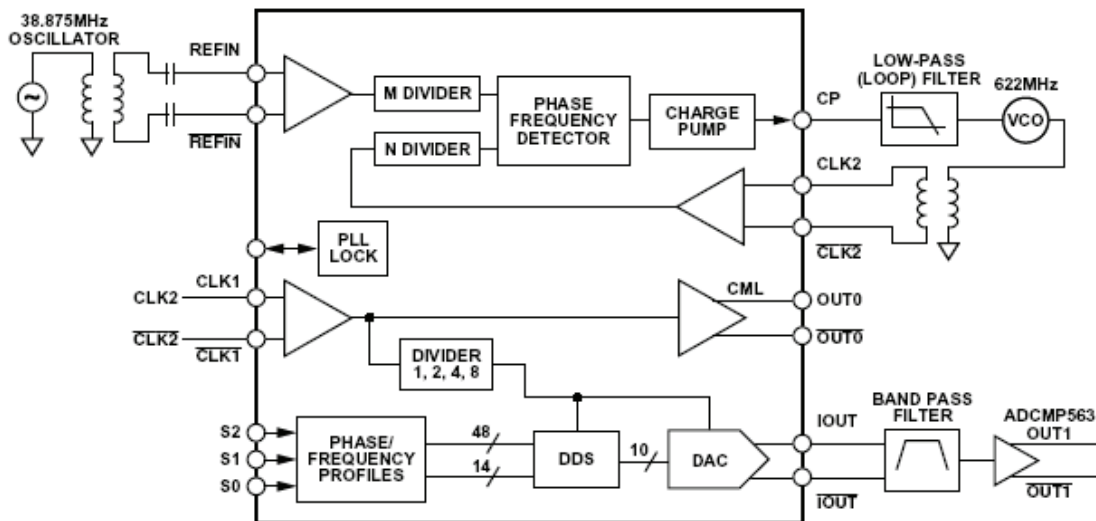 38.875MHz
OSCILLATOR
REFIN
REFIN
M DIVIDER
N DIVIDER
PHASE
FREQUENCY
DETECTOR
CHARGE
PUMP
CP
LOW-PASS
(LOOP) FILTER
622MHz
VCO
CLK2
CLK2
PLL
LOCK
CLK1
CLK2
CLK2
CLK1
CML
OUT0
OUT0
DIVIDER
1, 2, 4, 8
S2
S1
S0
PHASE/
FREQUENCY
PROFILES
48
14
DDS
10
DAC
IOUT
IOUT
BAND PASS
FILTER
ADCMP563
OUT1
OUT1